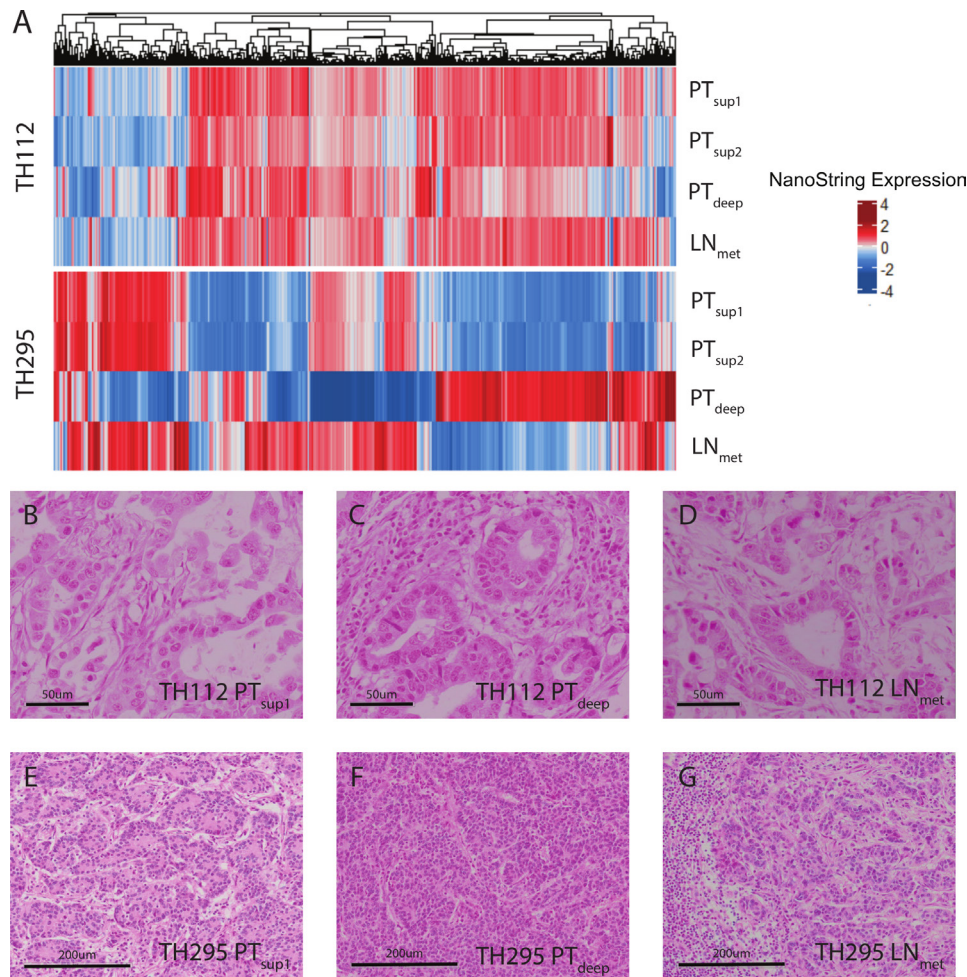 A
TH112
PTsup1
PTsup2
PTdeep
LNmet
NanoString Expression
4
2
0
-2
-4
TH295
PTsup1
PTsup2
PTdeep
LNmet
B
50um
TH112 PTsup1
C
50um
TH112 PTdeep
D
50um
TH112 LNmet
E
200um
TH295 PTsup1
F
200um
TH295 PTdeep
G
200um
TH295 LNmet